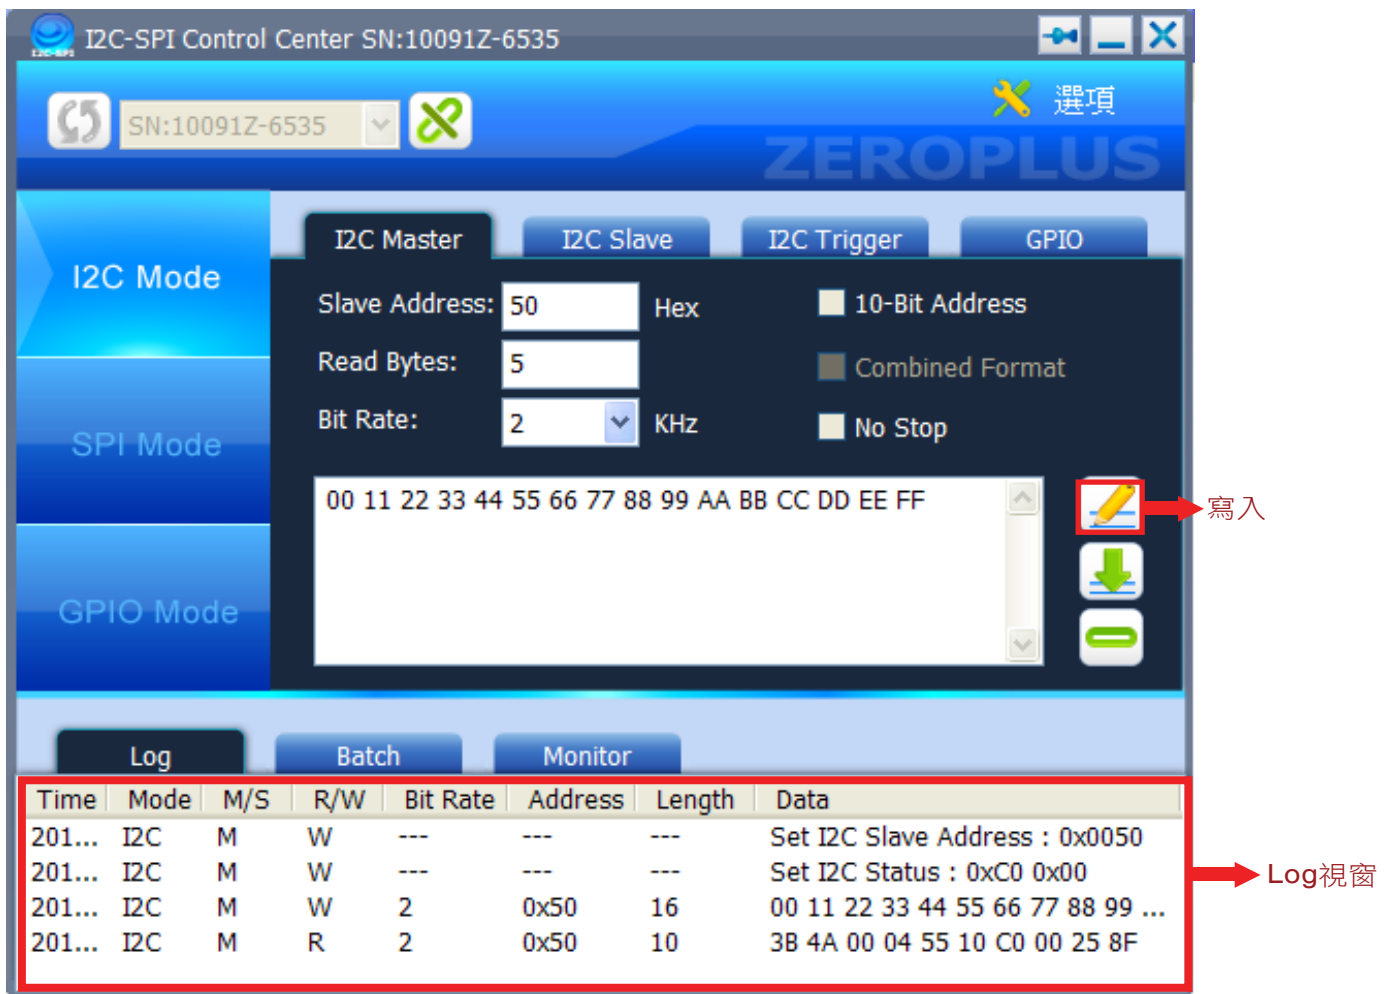 I2C-SPI Control Center SN:10091Z-6535
I2C-SPI
SN:10091Z-6535
選項
ZEROPLUS
I2C Mode
SPI Mode
GPIO Mode
I2C Master I2C Slave I2C Trigger GPIO
Slave Address: 50 Hex 10-Bit Address
Read Bytes: 5 Combined Format
Bit Rate: 2 KHz No Stop
00 11 22 33 44 55 66 77 88 99 AA BB CC DD EE FF
寫入
Log Batch Monitor
Time Mode M/S R/W Bit Rate Address Length Data
201... I2C M W --- --- --- Set I2C Slave Address : 0x0050
201... I2C M W --- --- --- Set I2C Status : 0xC0 0x00
201... I2C M W 2 0x50 16 00 11 22 33 44 55 66 77 88 99 ...
201... I2C M R 2 0x50 10 3B 4A 00 04 55 10 C0 00 25 8F
Log視窗